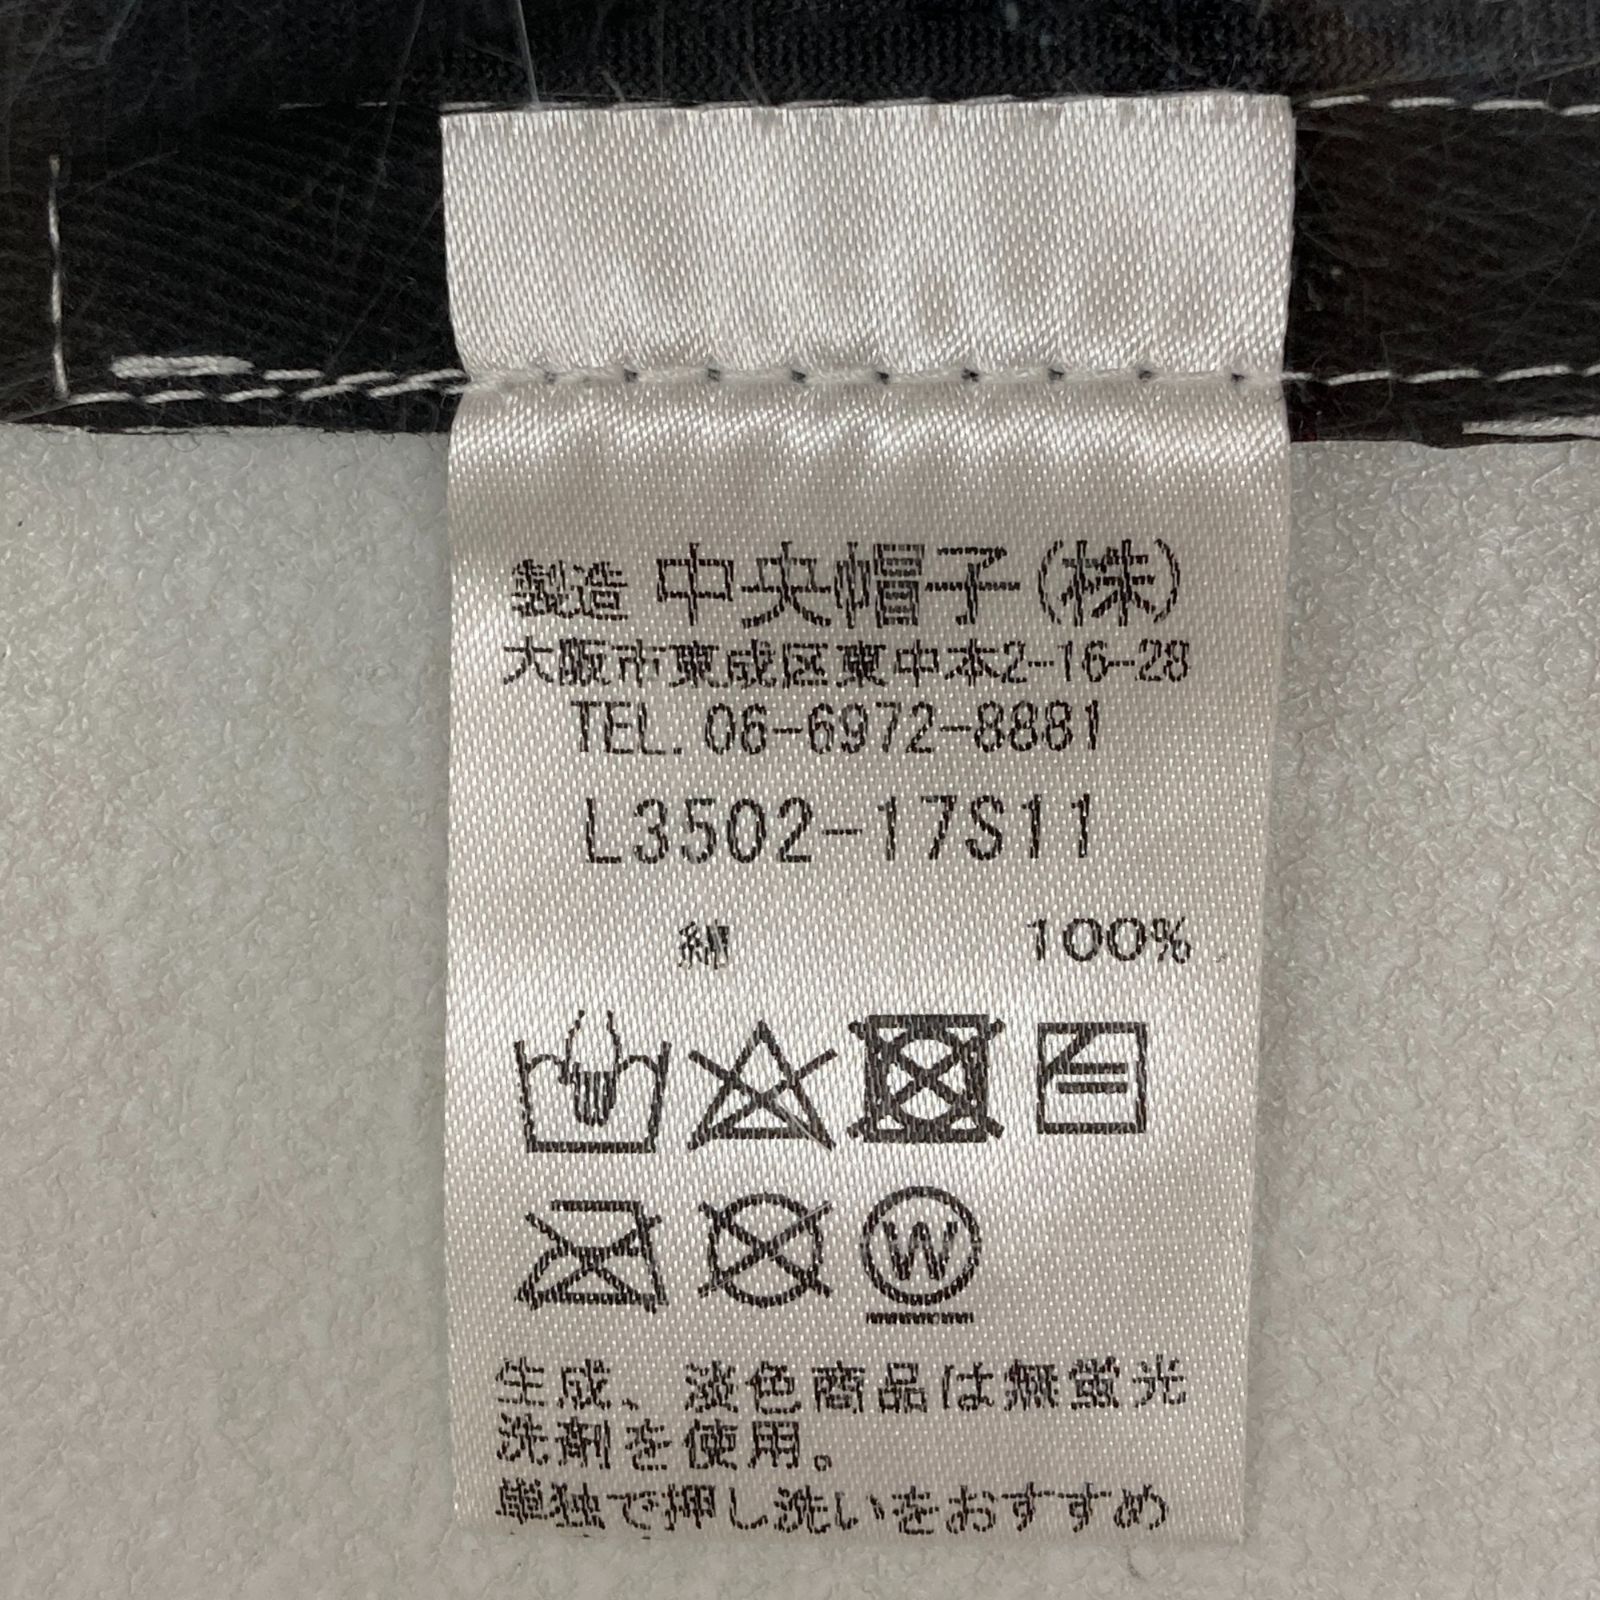 製造 中央帽子(株)
大阪市東成区東中本2-16-28
TEL. 06-6972-8881
L3502-17S11
綿 100%
W
生成、淡色商品は無蛍光
洗剤を使用。
単独で押し洗いをおすすめ